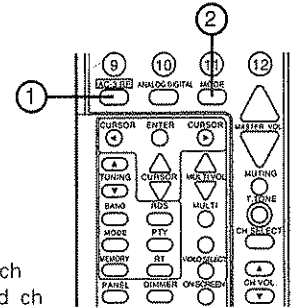 ②
⑨ ⑩ ⑪ ⑫
① AC-3 RF ANALOG/DIGITAL MODE
CURSOR ENTER CURSOR MASTER VOL
TUNING CURSOR MULTI VOL MUTING
T.TONE
BAND RDS MULTI CH SELECT
MODE PTY
MEMORY RT VIDEO SELECT CH VOL
PANEL DIMMER ON SCREEN
ch
d ch